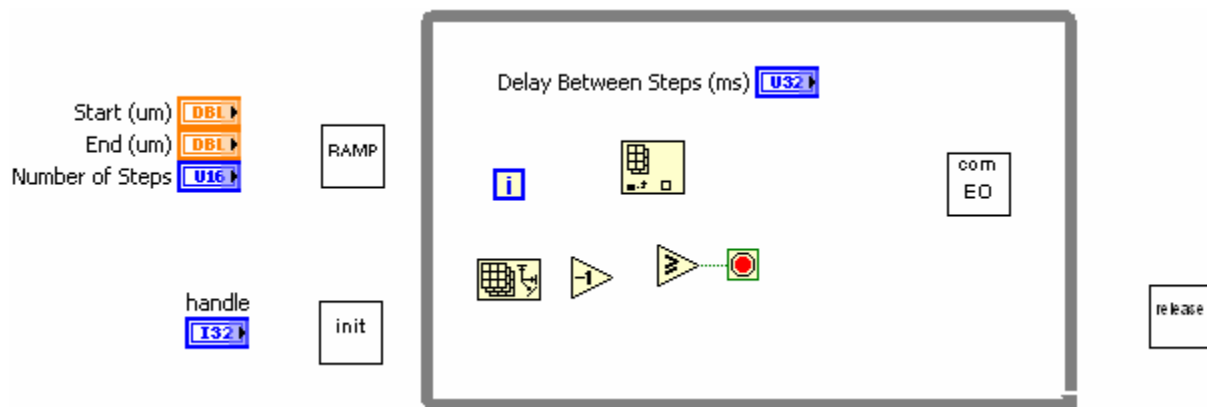 Delay Between Steps (ms) U32
Start (um) DBL
End (um) DBL
Number of Steps U16
RAMP
i
com
EO
-1
≥
handle
I32
init
release